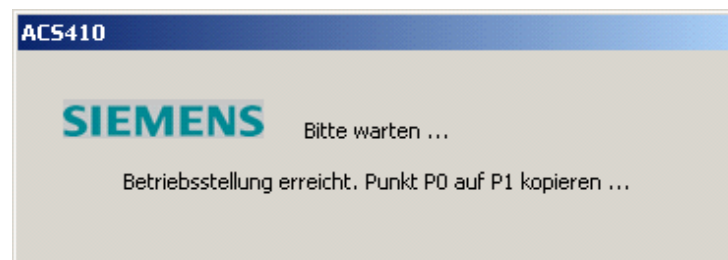 ACS410
SIEMENS Bitte warten ...
Betriebsstellung erreicht. Punkt P0 auf P1 kopieren ...